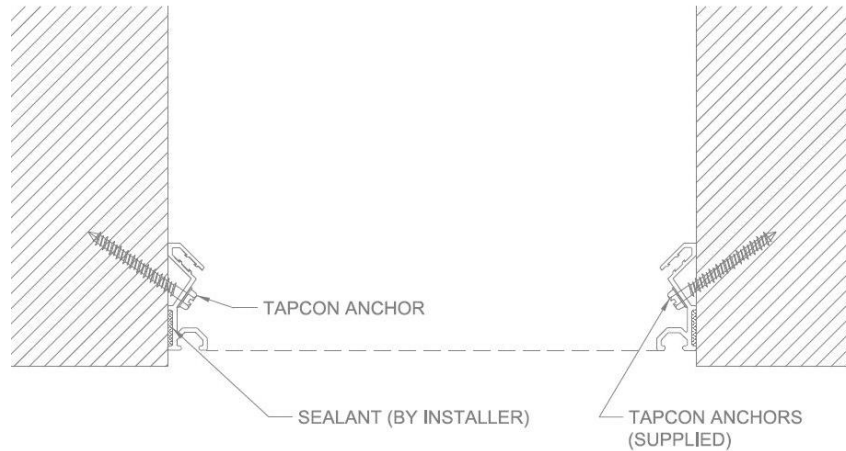 TAPCON ANCHOR
SEALANT (BY INSTALLER)
TAPCON ANCHORS
(SUPPLIED)